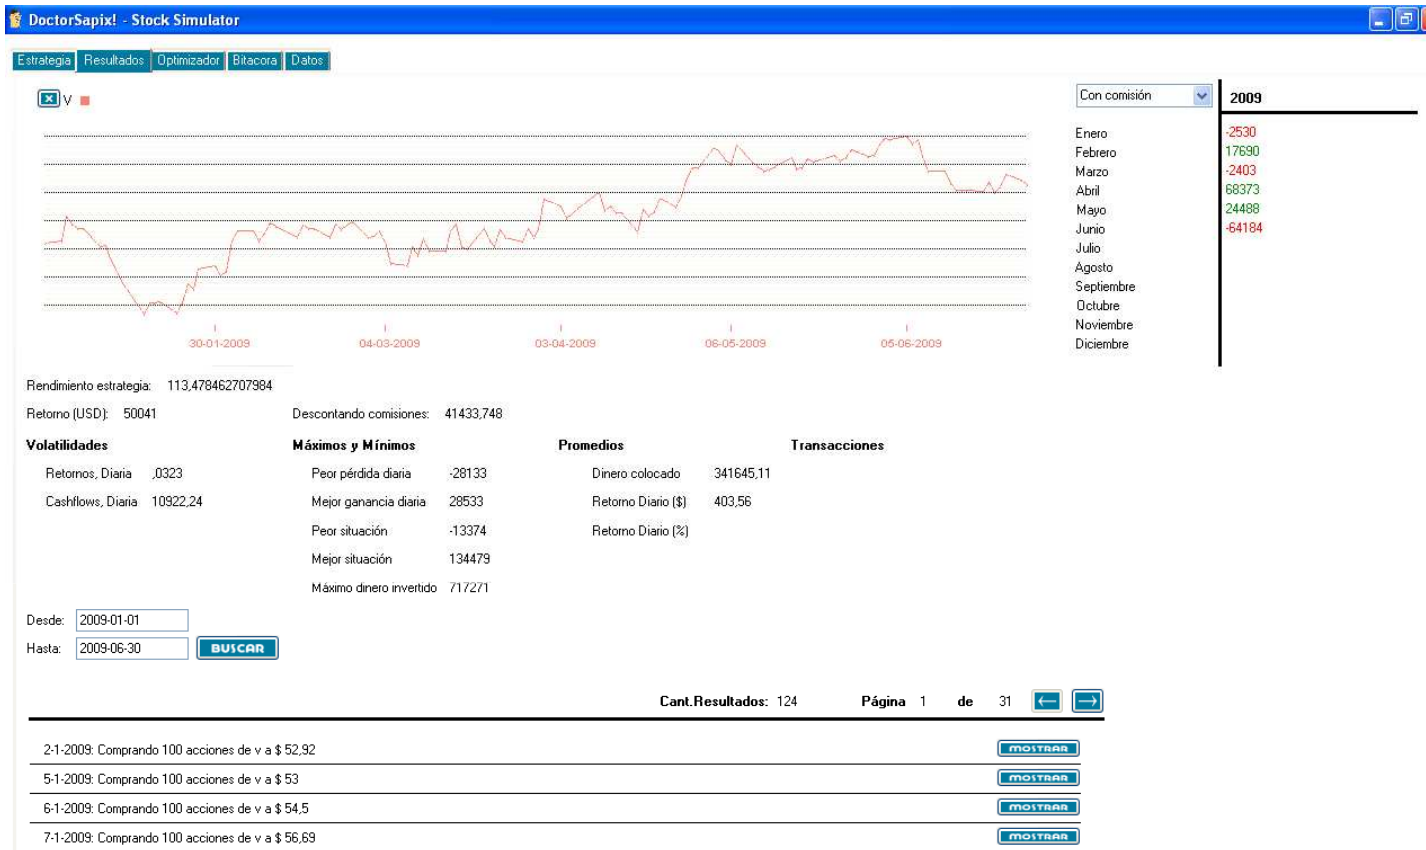 DoctorSapix! - Stock Simulator
Estrategia Resultados Optimizador Bitacora Datos
V
Con comisión 2009
Enero -2530
Febrero 17690
Marzo -2403
Abril 68373
Mayo 24488
Junio -64184
Julio
Agosto
Septiembre
Octubre
Noviembre
Diciembre
30-01-2009 04-03-2009 03-04-2009 06-05-2009 05-06-2009
Rendimiento estrategia: 113,478462707984
Retorno (USD): 50041 Descontando comisiones: 41433,748
Volatilidades Máximos y Mínimos Promedios Transacciones
Retornos, Diaria ,0323 Peor pérdida diaria -28133 Dinero colocado 341645,11
Cashflows, Diaria 10922,24 Mejor ganancia diaria 28533 Retorno Diario ($) 403,56
Peor situación -13374 Retorno Diario (%)
Mejor situación 134479
Máximo dinero invertido 717271
Desde: 2009-01-01
Hasta: 2009-06-30 BUSCAR
Cant.Resultados: 124 Página 1 de 31
2-1-2009: Comprando 100 acciones de v a $ 52,92 MOSTRAR
5-1-2009: Comprando 100 acciones de v a $ 53 MOSTRAR
6-1-2009: Comprando 100 acciones de v a $ 54,5 MOSTRAR
7-1-2009: Comprando 100 acciones de v a $ 56,69 MOSTRAR